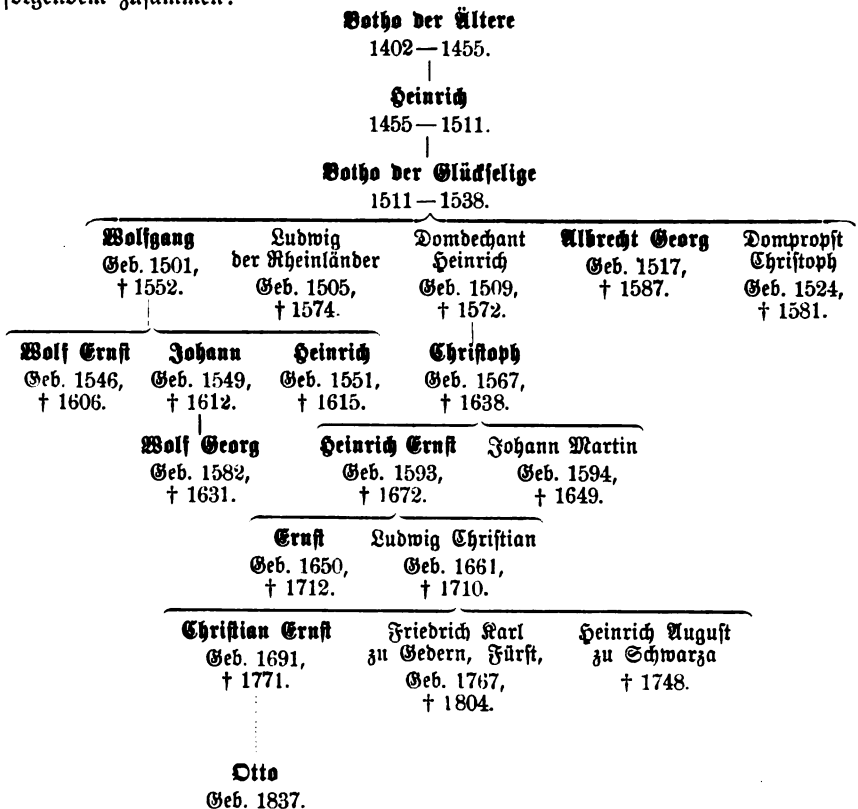 folgendem zusammen:
Botho der Ältere
1402 — 1455.
Heinrich
1455 — 1511.
Botho der Glückselige
1511 — 1538.
Wolfgang
Geb. 1501,
† 1552.
Ludwig
der Rheinländer
Geb. 1505,
† 1574.
Domdechant
Heinrich
Geb. 1509,
† 1572.
Albrecht Georg
Geb. 1517,
† 1587.
Dompropst
Christoph
Geb. 1524,
† 1581.
Wolf Ernst
Geb. 1546,
† 1606.
Johann
Geb. 1549,
† 1612.
Heinrich
Geb. 1551,
† 1615.
Christoph
Geb. 1567,
† 1638.
Wolf Georg
Geb. 1582,
† 1631.
Heinrich Ernst
Geb. 1593,
† 1672.
Johann Martin
Geb. 1594,
† 1649.
Ernst
Geb. 1650,
† 1712.
Ludwig Christian
Geb. 1661,
† 1710.
Christian Ernst
Geb. 1691,
† 1771.
Friedrich Karl
zu Gedern, Fürst,
Geb. 1767,
† 1804.
Heinrich August
zu Schwarza
† 1748.
Otto
Geb. 1837.